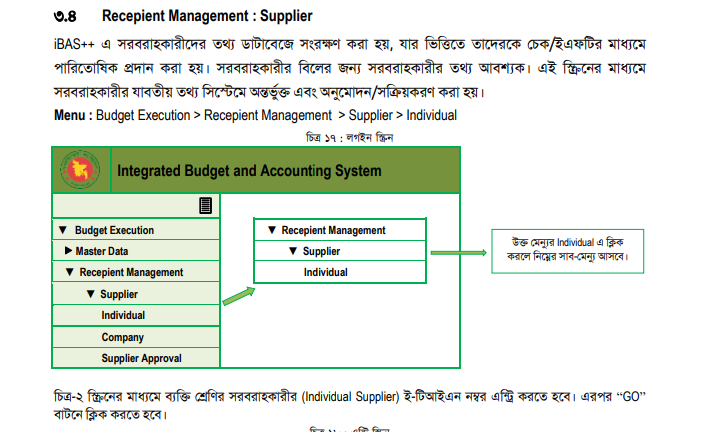 ৩.৪ Recepient Management : Supplier
iBAS++ এ সরবরাহকারীদের তথ্য ডাটাবেজে সংরক্ষণ করা হয়, যার ভিত্তিতে তাদেরকে চেক/ইএফটির মাধ্যমে
পারিতোষিক প্রদান করা হয়। সরবরাহকারীর বিলের জন্য সরবরাহকারীর তথ্য আবশ্যক। এই স্ক্রিনের মাধ্যমে
সরবরাহকারীর যাবতীয় তথ্য সিস্টেমে অন্তর্ভুক্ত এবং অনুমোদন/সক্রিয়করণ করা হয়।
Menu : Budget Execution > Recepient Management > Supplier > Individual
চিত্র ১৭ : লগইন স্ক্রিন
Integrated Budget and Accounting System
▼ Budget Execution
▶ Master Data
▼ Recepient Management
▼ Supplier
Individual
Company
Supplier Approval
▼ Recepient Management
▼ Supplier
Individual
উক্ত মেন্যুর Individual এ ক্লিক
করলে নিম্নের সাব-মেন্যু আসবে।
চিত্র-২ স্ক্রিনের মাধ্যমে ব্যক্তি শ্রেণির সরবরাহকারীর (Individual Supplier) ই-টিআইএন নম্বর এন্ট্রি করতে হবে। এরপর “GO”
বাটনে ক্লিক করতে হবে।